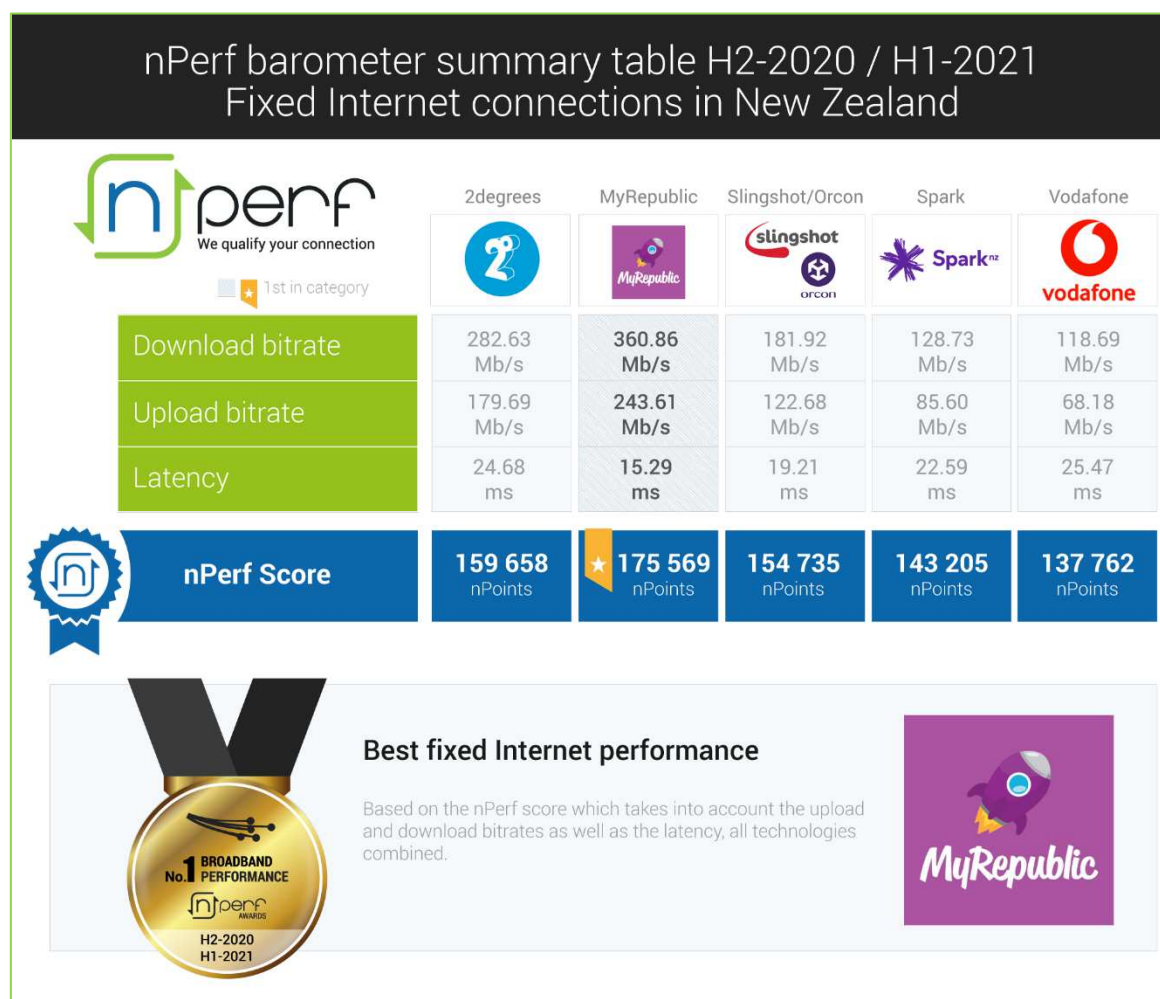 nPerf barometer summary table H2-2020 / H1-2021
Fixed Internet connections in New Zealand
nperf
We qualify your connection
1st in category
2degrees MyRepublic Slingshot/Orcon Spark Vodafone
2°
MyRepublic
slingshot
orcon
Spark nz
vodafone
Download bitrate 282.63 Mb/s 360.86 Mb/s 181.92 Mb/s 128.73 Mb/s 118.69 Mb/s
Upload bitrate 179.69 Mb/s 243.61 Mb/s 122.68 Mb/s 85.60 Mb/s 68.18 Mb/s
Latency 24.68 ms 15.29 ms 19.21 ms 22.59 ms 25.47 ms
n
nPerf Score 159 658 nPoints 175 569 nPoints 154 735 nPoints 143 205 nPoints 137 762 nPoints
Best fixed Internet performance
Based on the nPerf score which takes into account the upload
and download bitrates as well as the latency, all technologies
combined.
No.1 BROADBAND
PERFORMANCE
nperf
AWARDS
H2-2020
H1-2021
MyRepublic